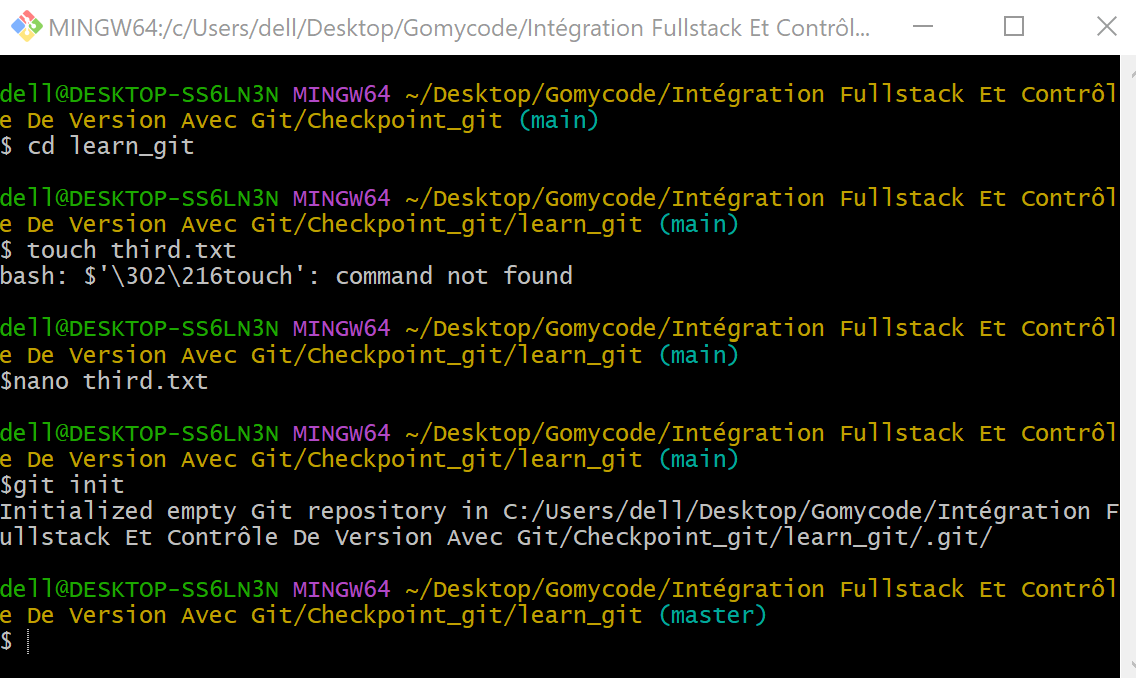 MINGW64:/c/Users/dell/Desktop/Gomycode/Intégration Fullstack Et Contrôl...
dell@DESKTOP-SS6LN3N MINGW64 ~/Desktop/Gomycode/Intégration Fullstack Et Contrôl
e De Version Avec Git/Checkpoint_git (main)
$ cd learn_git
dell@DESKTOP-SS6LN3N MINGW64 ~/Desktop/Gomycode/Intégration Fullstack Et Contrôl
e De Version Avec Git/Checkpoint_git/learn_git (main)
$ touch third.txt
bash: $'\302\216touch': command not found
dell@DESKTOP-SS6LN3N MINGW64 ~/Desktop/Gomycode/Intégration Fullstack Et Contrôl
e De Version Avec Git/Checkpoint_git/learn_git (main)
$nano third.txt
dell@DESKTOP-SS6LN3N MINGW64 ~/Desktop/Gomycode/Intégration Fullstack Et Contrôl
e De Version Avec Git/Checkpoint_git/learn_git (main)
$git init
Initialized empty Git repository in C:/Users/dell/Desktop/Gomycode/Intégration F
ullstack Et Contrôle De Version Avec Git/Checkpoint_git/learn_git/.git/
dell@DESKTOP-SS6LN3N MINGW64 ~/Desktop/Gomycode/Intégration Fullstack Et Contrôl
e De Version Avec Git/Checkpoint_git/learn_git (master)
$